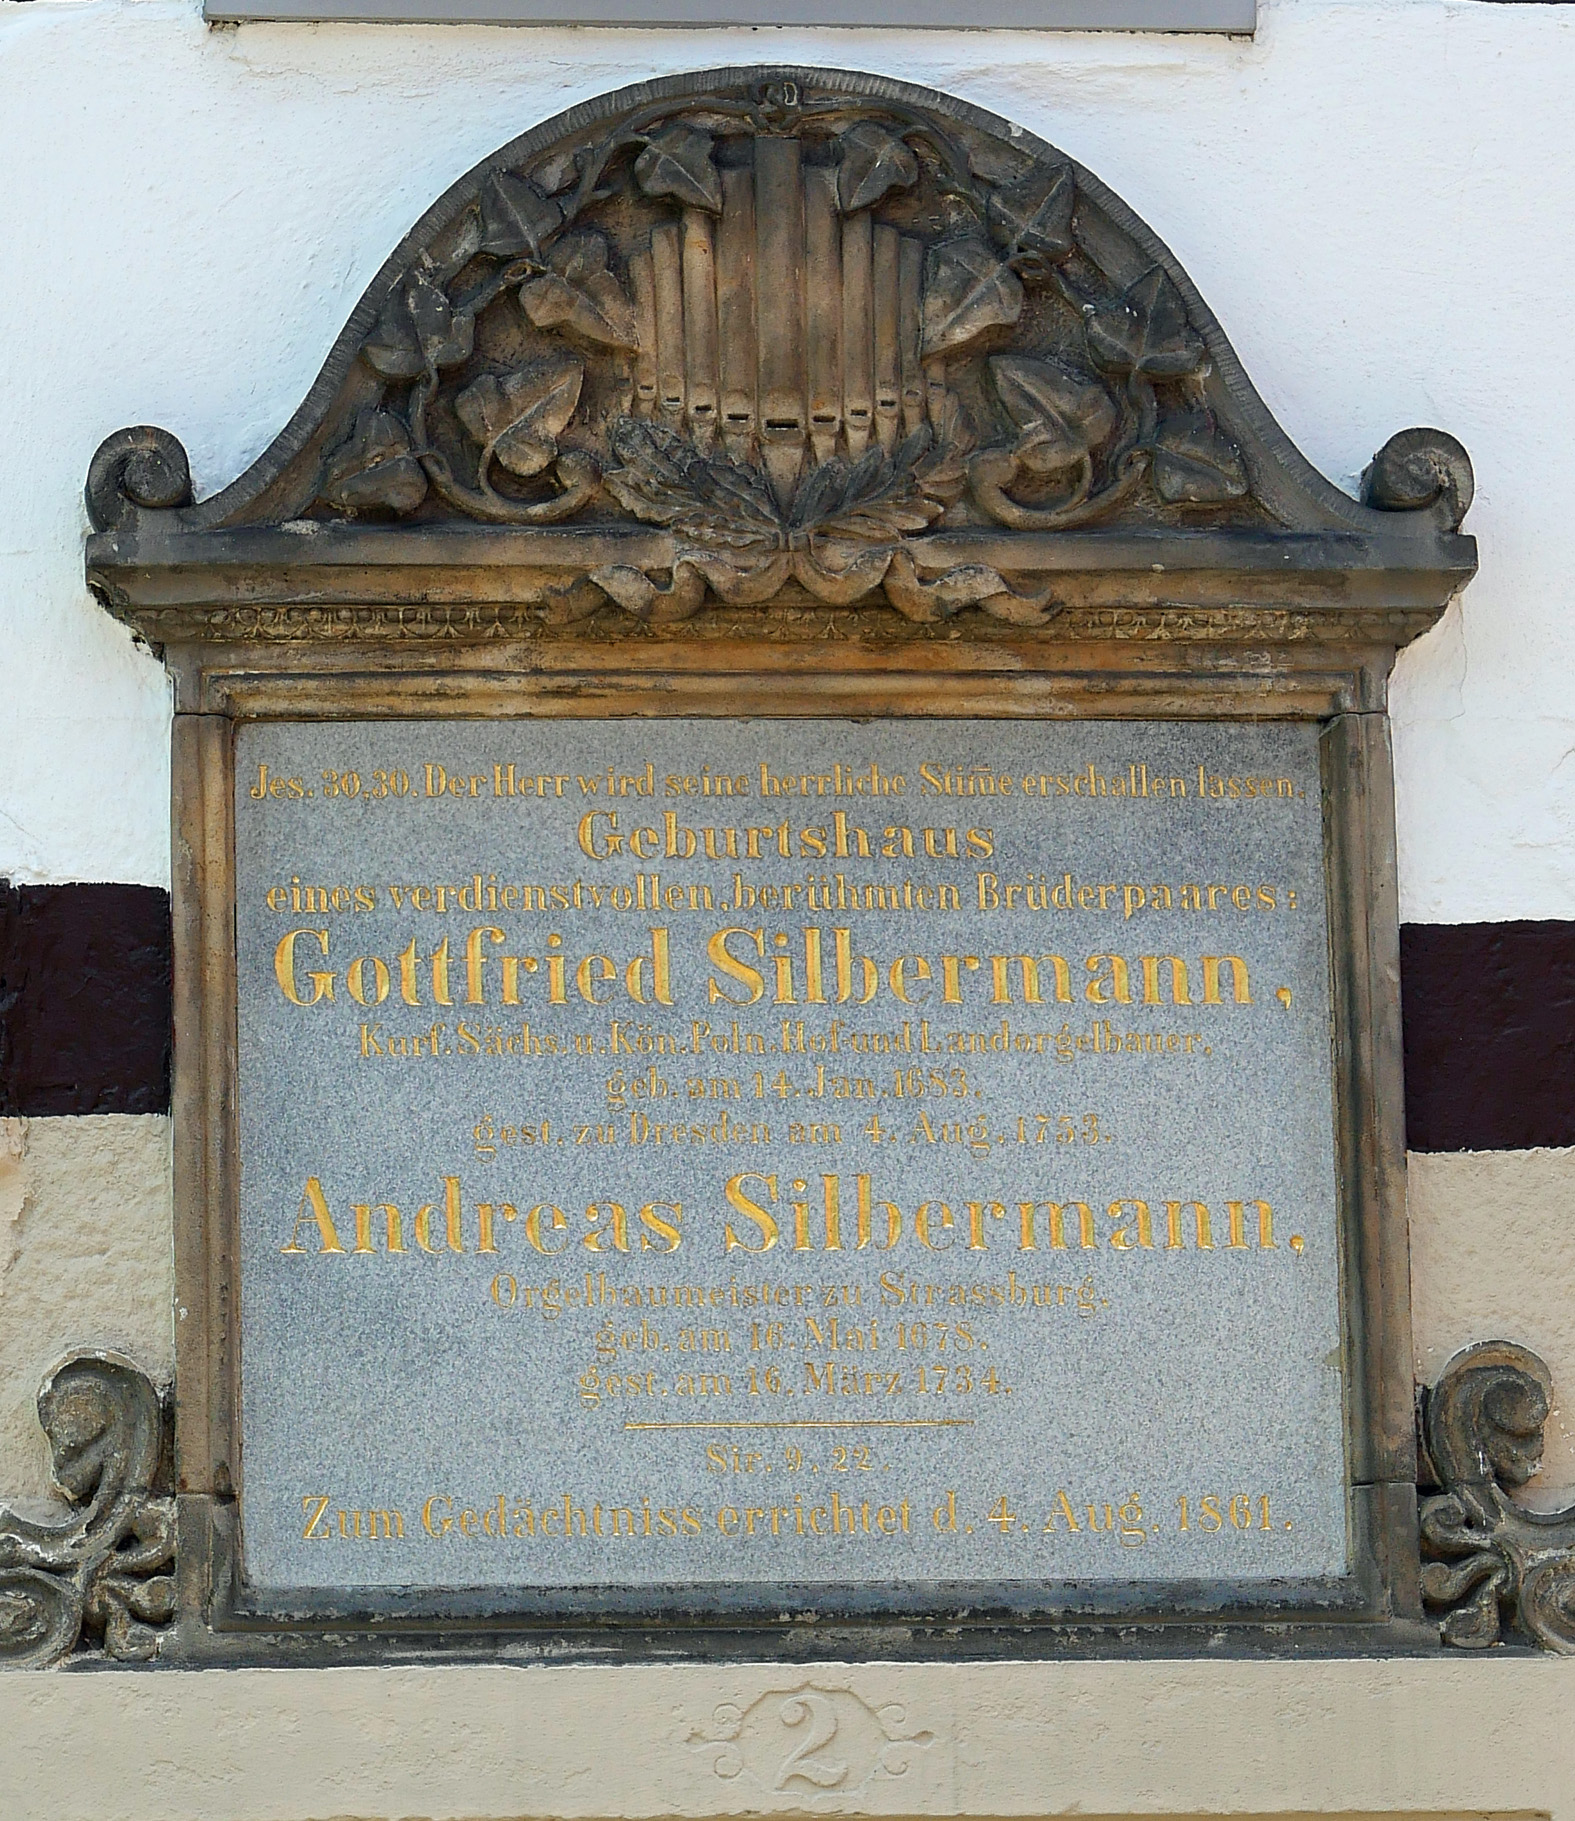 Jes. 30,30. Der Herr wird seine herrliche Stim̅e erschallen lassen.
Geburtshaus
eines verdienstvollen, berühmten Brüderpaares:
Gottfried Silbermann,
Kurf. Sächs. u. Kön. Poln. Hof- und Landorgelbauer.
geb. am 14. Jan. 1683.
gest. zu Dresden am 4. Aug. 1753.
Andreas Silbermann.
Orgelbaumeister zu Strassburg.
geb. am 16. Mai 1678.
gest. am 16. März 1734.
Sir. 9. 22.
Zum Gedächtniss errichtet d. 4. Aug. 1861.
2